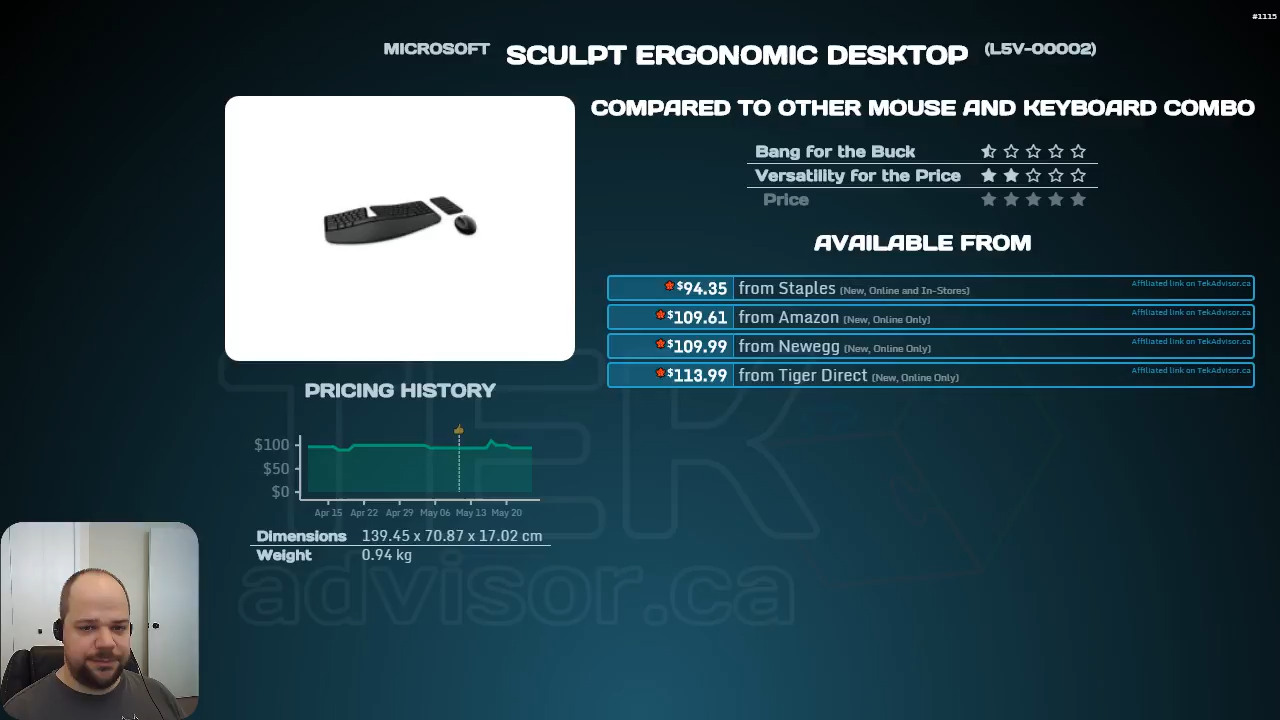 #1115
MICROSOFT SCULPT ERGONOMIC DESKTOP (L5V-00002)
COMPARED TO OTHER MOUSE AND KEYBOARD COMBO
Bang for the Buck
Versatility for the Price
Price
AVAILABLE FROM
$94.35 from Staples (New, Online and In-Stores) Affiliated link on TekAdvisor.ca
$109.61 from Amazon (New, Online Only) Affiliated link on TekAdvisor.ca
$109.99 from Newegg (New, Online Only) Affiliated link on TekAdvisor.ca
$113.99 from Tiger Direct (New, Online Only) Affiliated link on TekAdvisor.ca
PRICING HISTORY
$100
$50
$0
Apr 15 Apr 22 Apr 29 May 06 May 13 May 20
Dimensions 139.45 x 70.87 x 17.02 cm
Weight 0.94 kg
TEK
advisor.ca